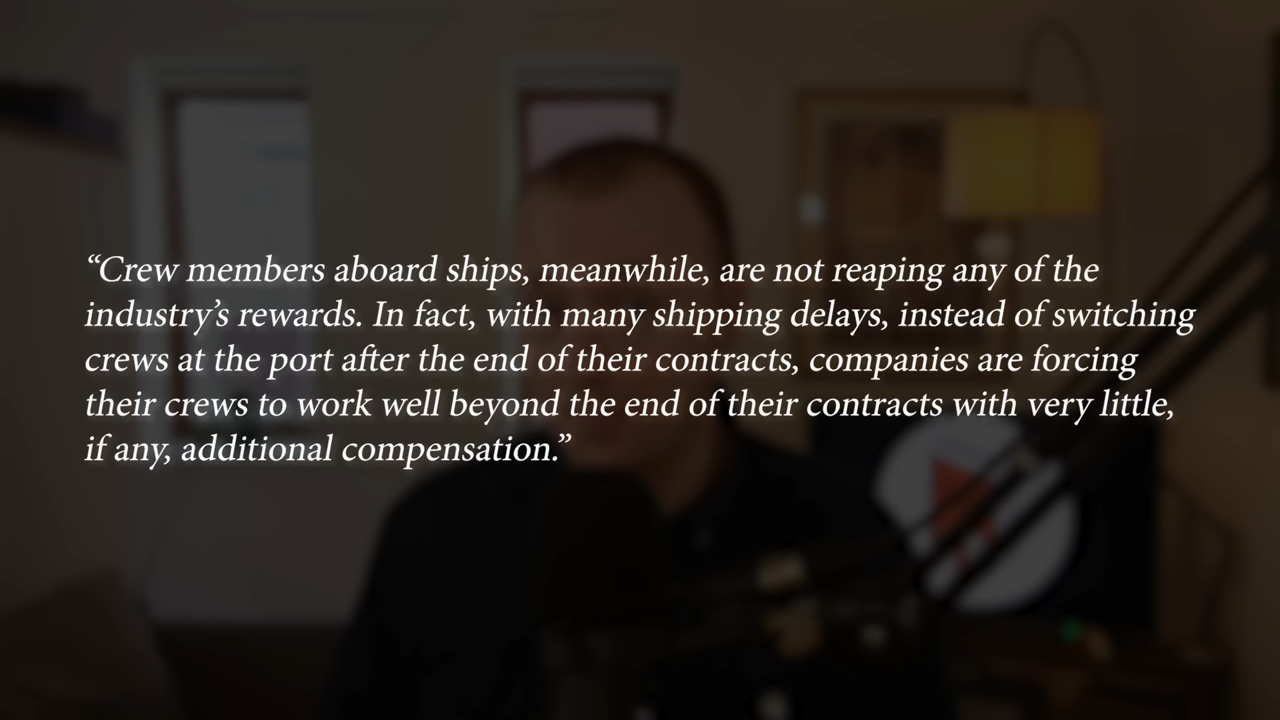 “Crew members aboard ships, meanwhile, are not reaping any of the
industry’s rewards. In fact, with many shipping delays, instead of switching
crews at the port after the end of their contracts, companies are forcing
their crews to work well beyond the end of their contracts with very little,
if any, additional compensation.”